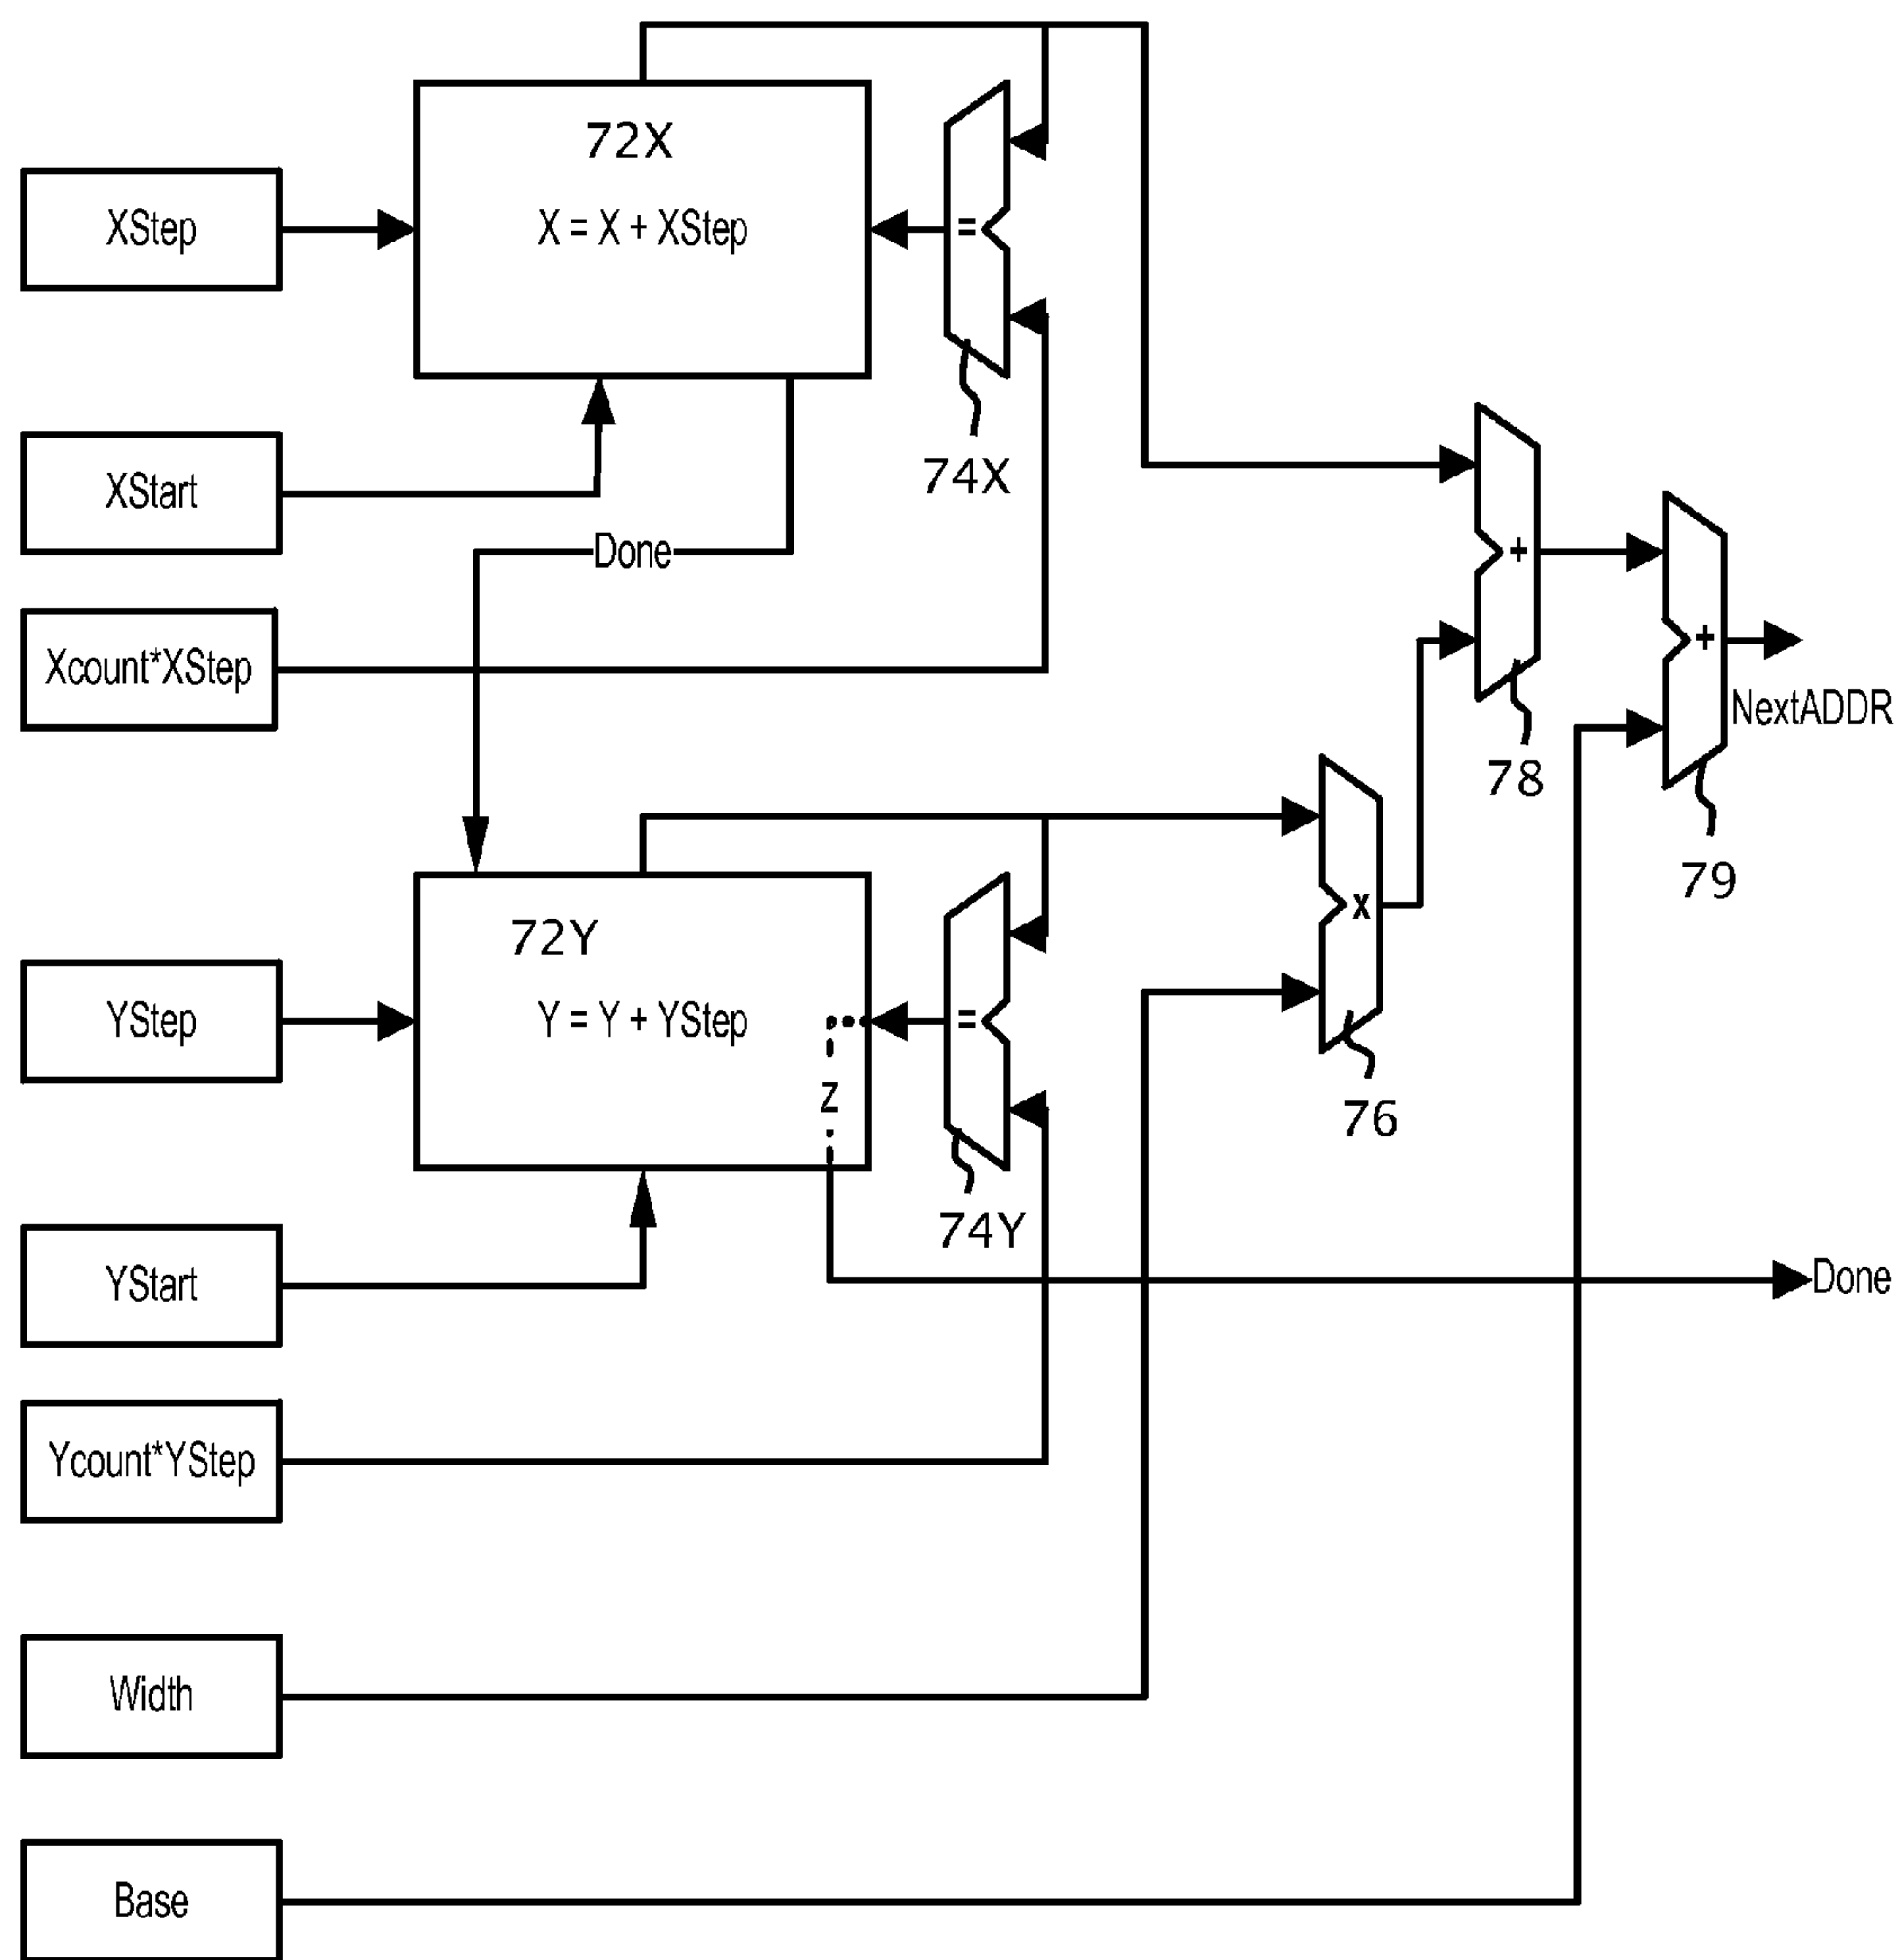 72X
XStep
X = X + XStep
=
XStart
74X
Done
+
Xcount*XStep
+
NextADDR
78
79
72Y
x
YStep
Y = Y + YStep
=
z
76
74Y
YStart
Done
Ycount*YStep
Width
Base